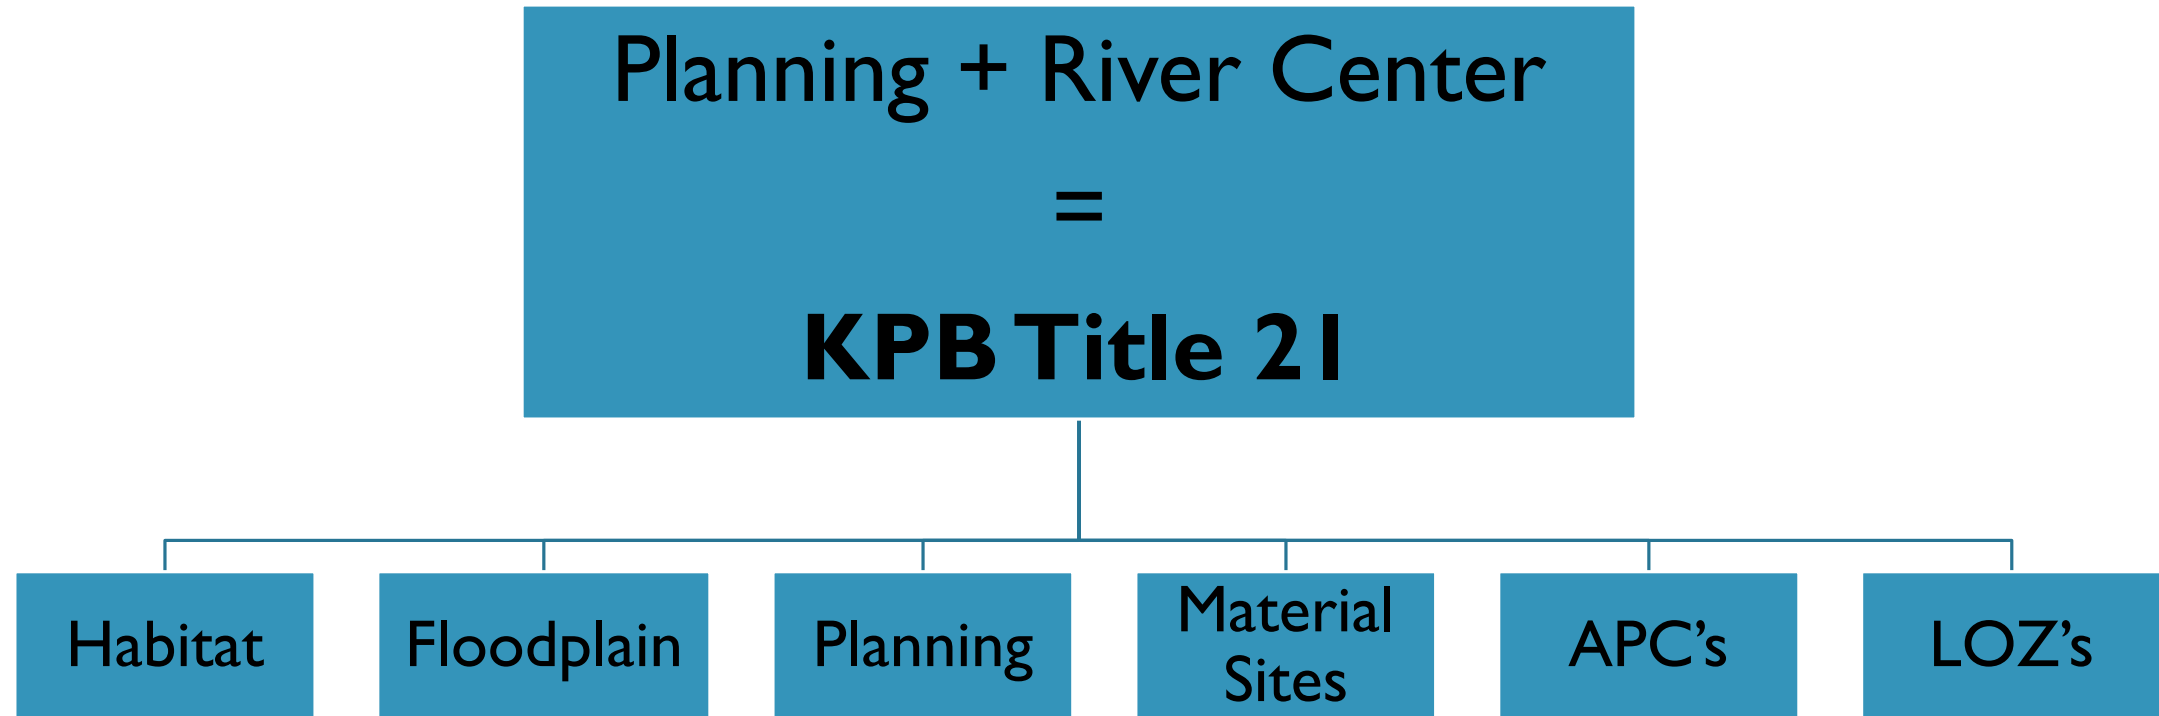 Planning + River Center
=
KPB Title 21
Habitat
Floodplain
Planning
Material
Sites
APC’s
LOZ’s